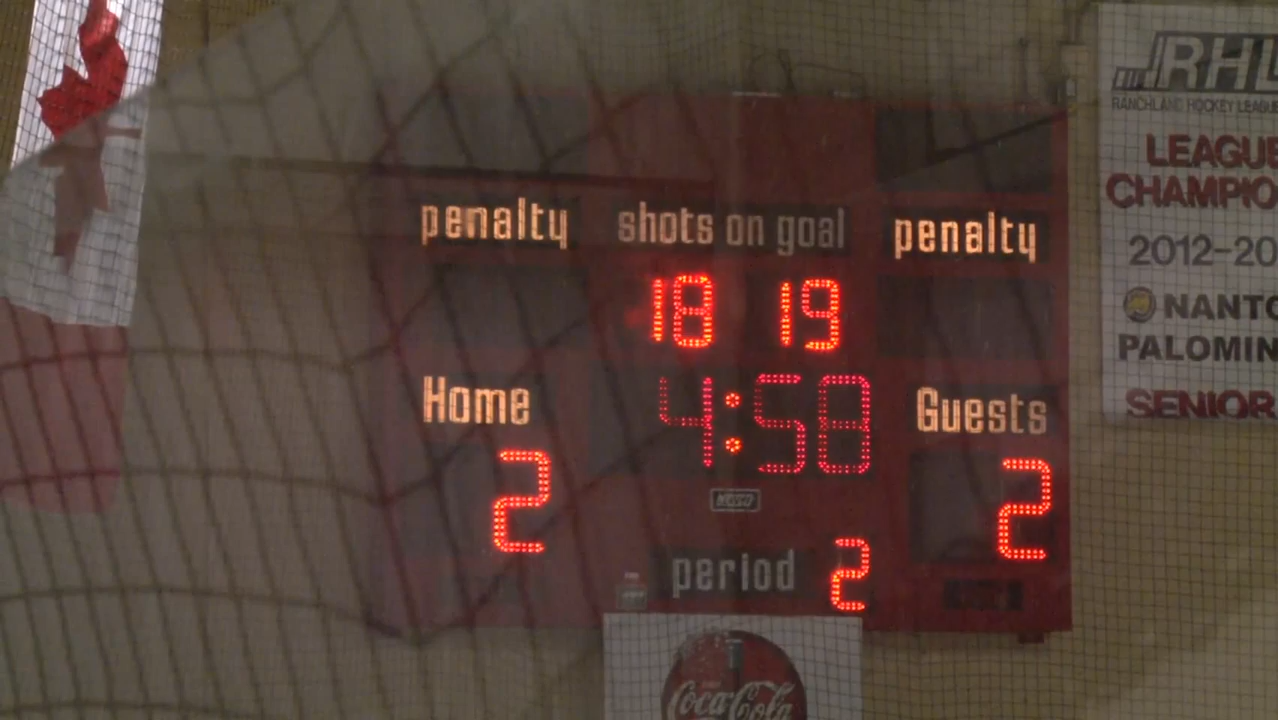 penalty
shots on goal
penalty
18 19
Home
4:58
Guests
2
2
period 2
Coca-Cola
RHL
RANCHLAND HOCKEY LEAGUE
LEAGUE
CHAMPIO
2012-20
NANTO
PALOMIN
SENIOR